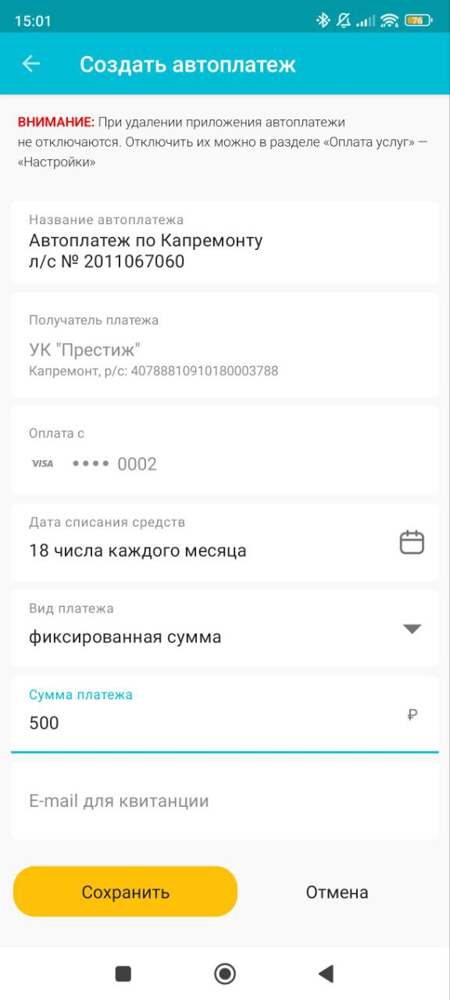 15:01
76
Создать автоплатеж
ВНИМАНИЕ: При удалении приложения автоплатежи
не отключаются. Отключить их можно в разделе «Оплата услуг» —
«Настройки»
Название автоплатежа
Автоплатеж по Капремонту
л/с № 2011067060
Получатель платежа
УК "Престиж"
Капремонт, р/с: 40788810910180003788
Оплата с
VISA •••• 0002
Дата списания средств
18 числа каждого месяца
Вид платежа
фиксированная сумма
Сумма платежа
500 ₽
E-mail для квитанции
Сохранить Отмена